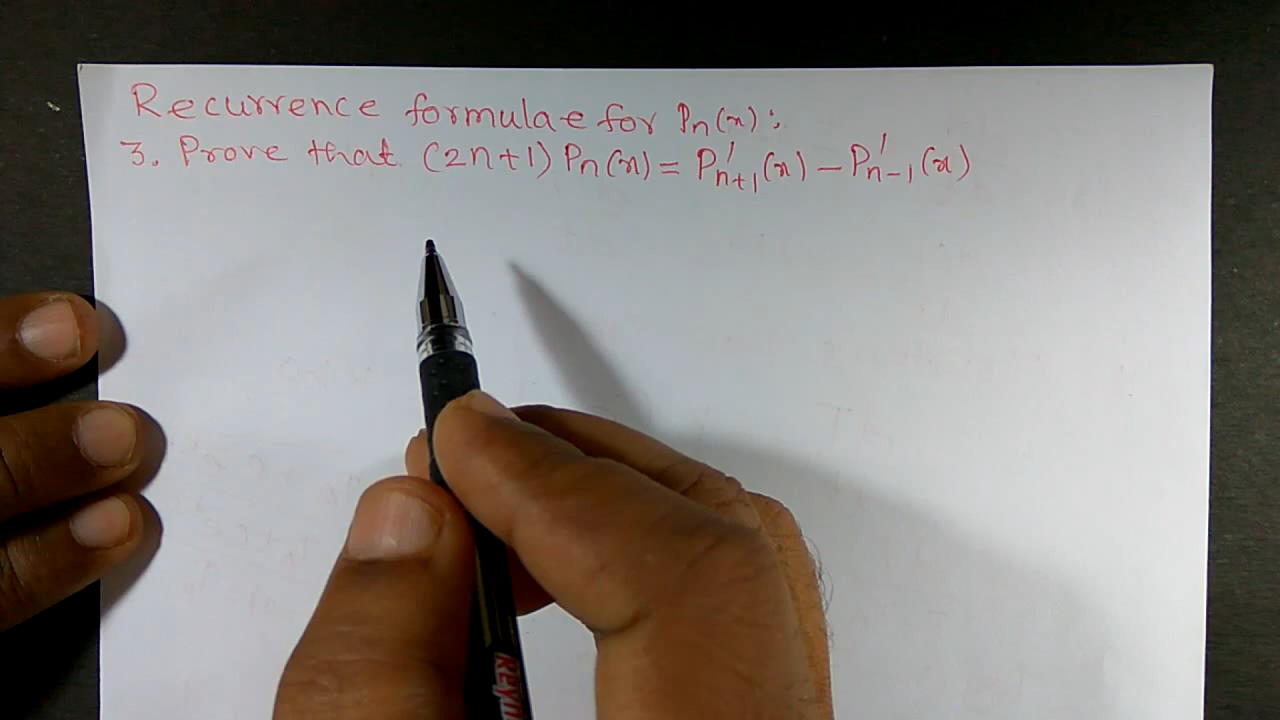 Recurrence formulae for Pn(x):
3. Prove that (2n+1) Pn(x) = P'n+1(x) - P'n-1(x)